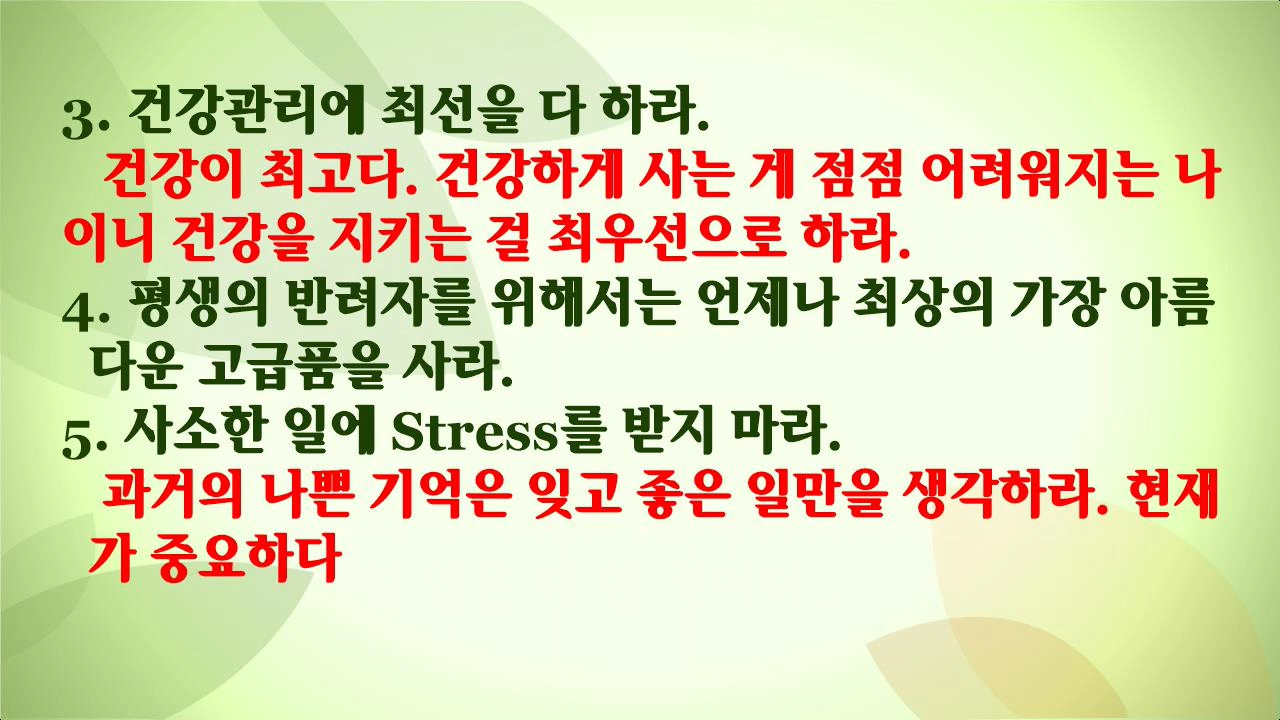 3. 건강관리에 최선을 다 하라.
건강이 최고다. 건강하게 사는 게 점점 어려워지는 나
이니 건강을 지키는 걸 최우선으로 하라.
4. 평생의 반려자를 위해서는 언제나 최상의 가장 아름
다운 고급품을 사라.
5. 사소한 일에 Stress를 받지 마라.
과거의 나쁜 기억은 잊고 좋은 일만을 생각하라. 현재
가 중요하다